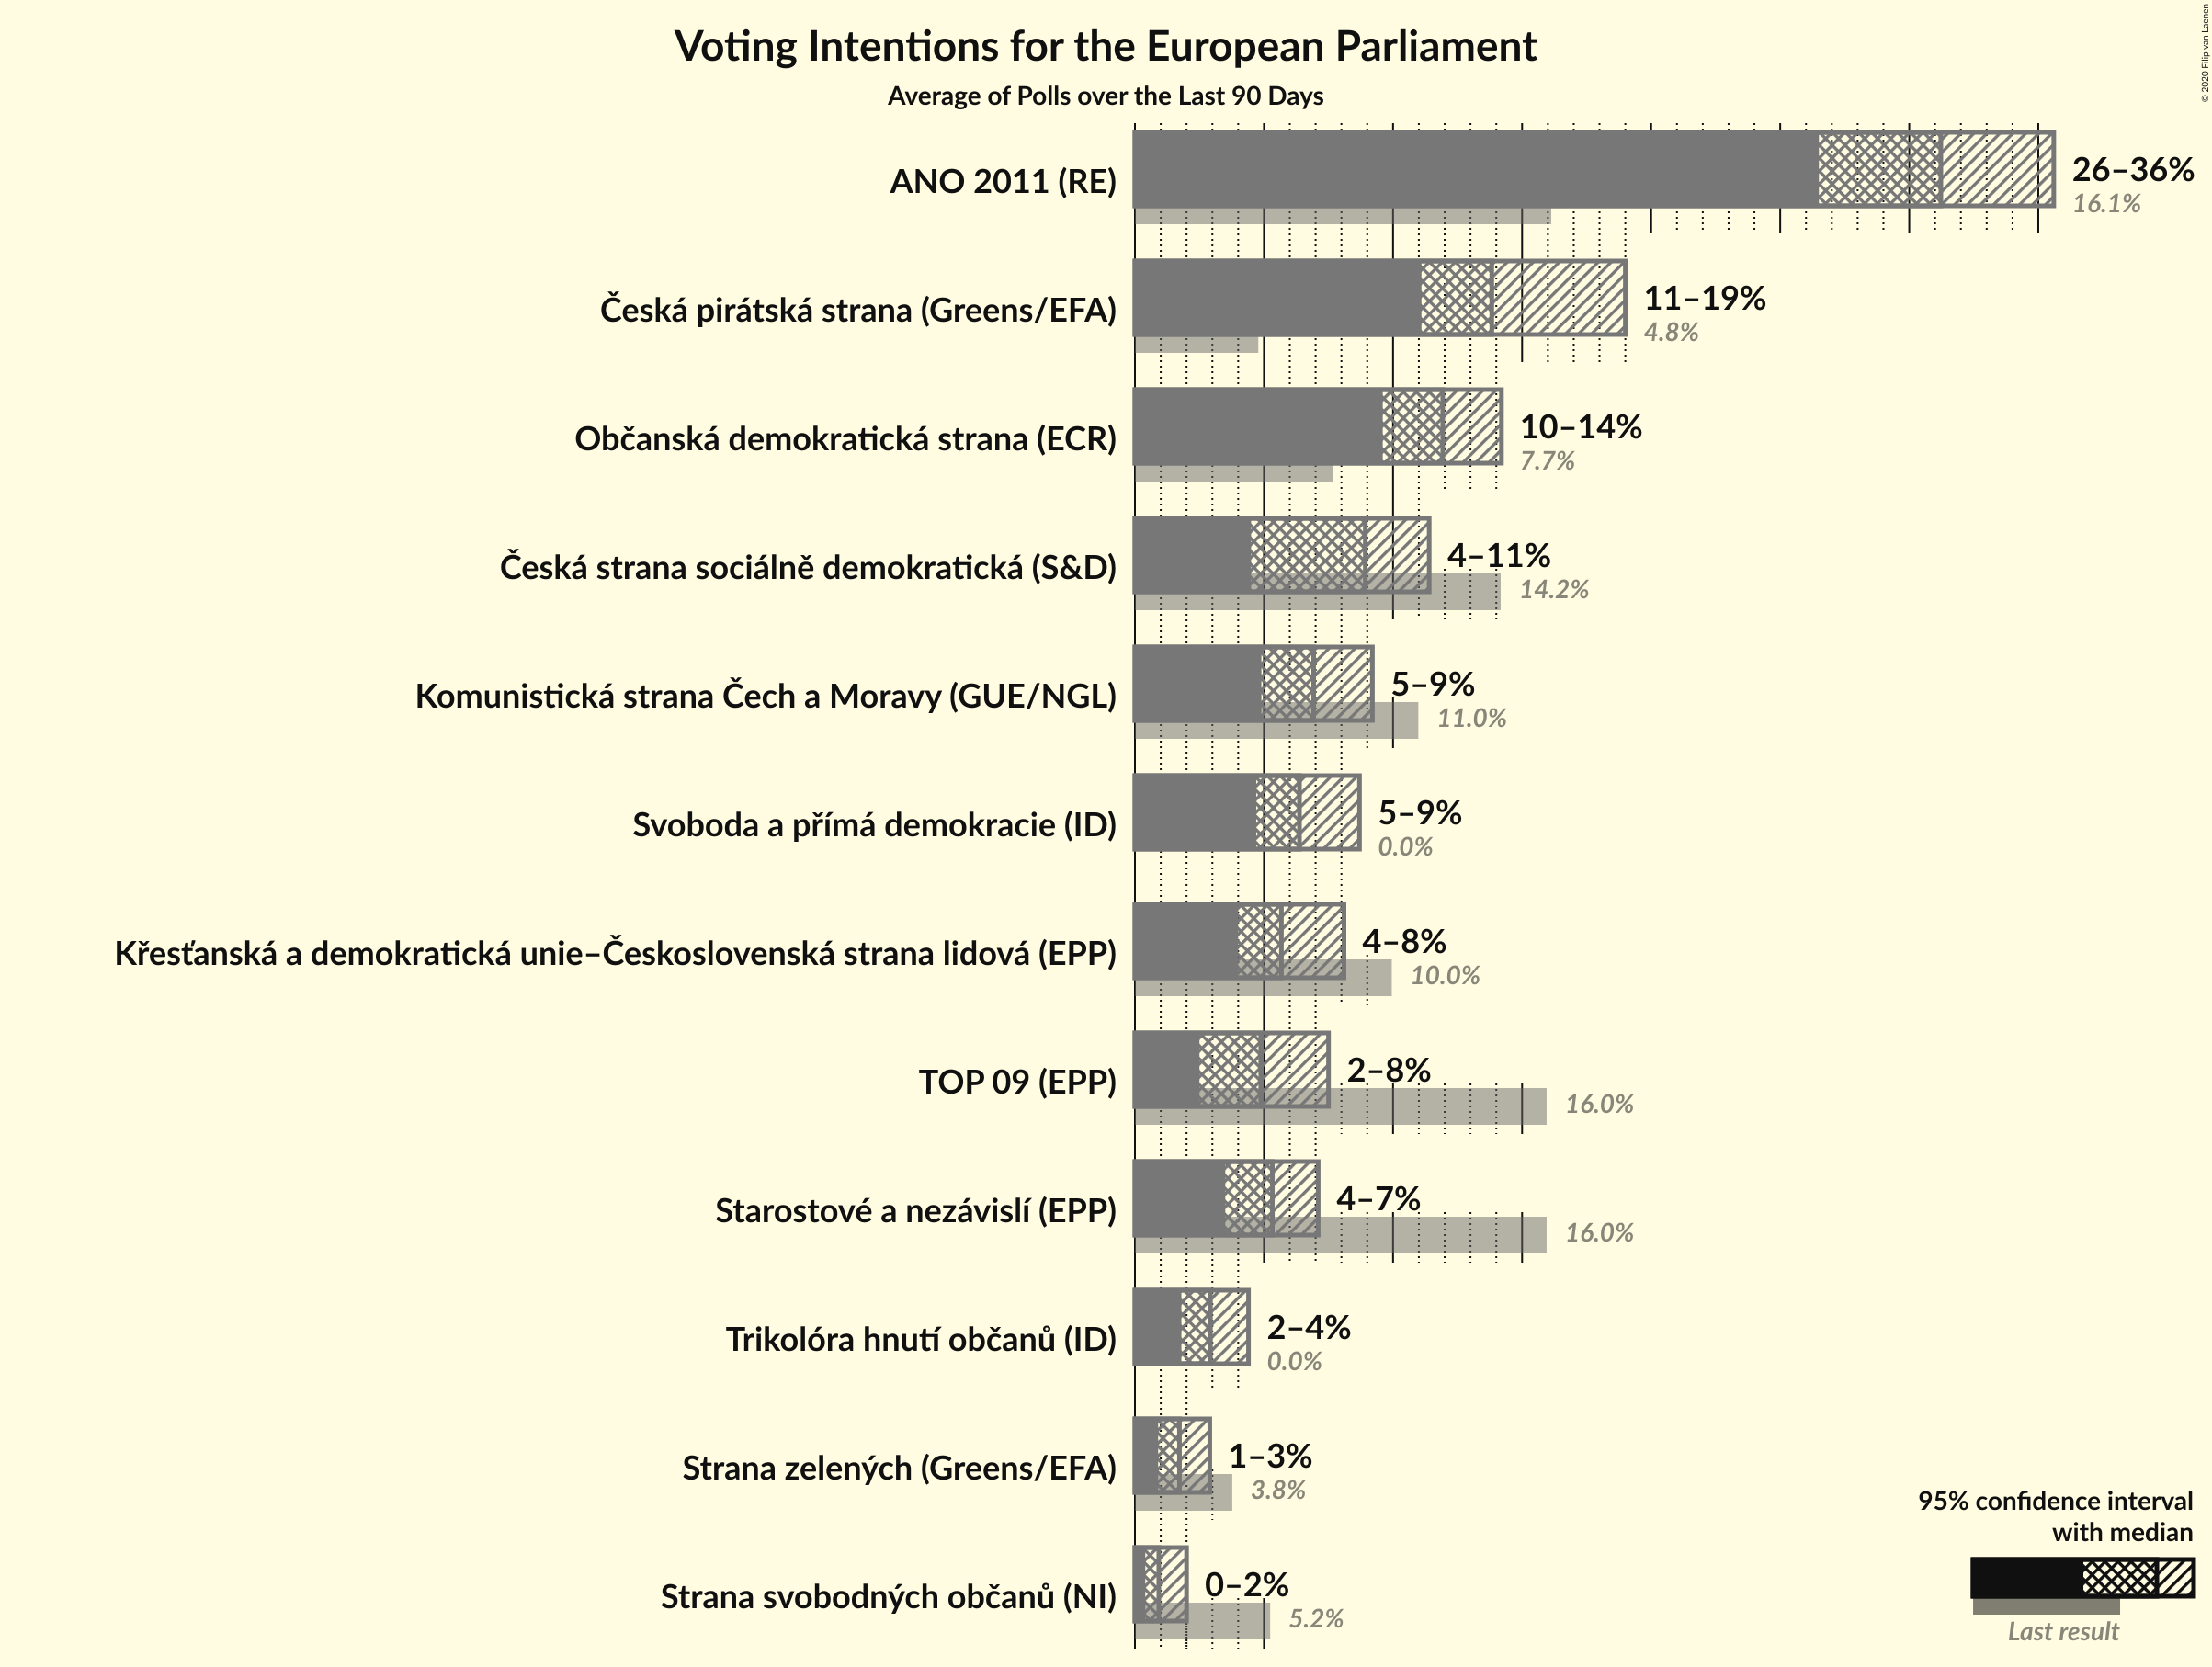 Voting Intentions for the European Parliament
Average of Polls over the Last 90 Days
© 2020 Filip van Laenen
ANO 2011 (RE)
26–36%
16.1%
Česká pirátská strana (Greens/EFA)
11–19%
4.8%
Občanská demokratická strana (ECR)
10–14%
7.7%
Česká strana sociálně demokratická (S&D)
4–11%
14.2%
Komunistická strana Čech a Moravy (GUE/NGL)
5–9%
11.0%
Svoboda a přímá demokracie (ID)
5–9%
0.0%
Křesťanská a demokratická unie–Československá strana lidová (EPP)
4–8%
10.0%
TOP 09 (EPP)
2–8%
16.0%
Starostové a nezávislí (EPP)
4–7%
16.0%
Trikolóra hnutí občanů (ID)
2–4%
0.0%
Strana zelených (Greens/EFA)
1–3%
3.8%
Strana svobodných občanů (NI)
0–2%
5.2%
95% confidence interval
with median
Last result